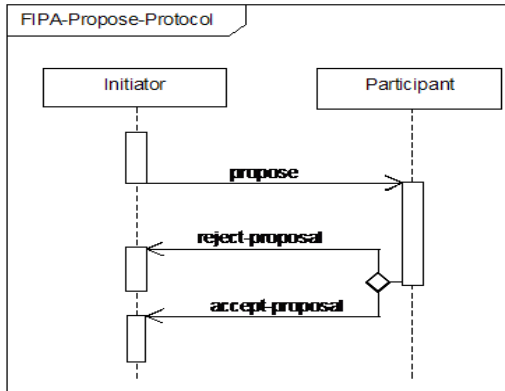 FIPA-Propose-Protocol
Initiator
Participant
propose
reject-proposal
accept-proposal